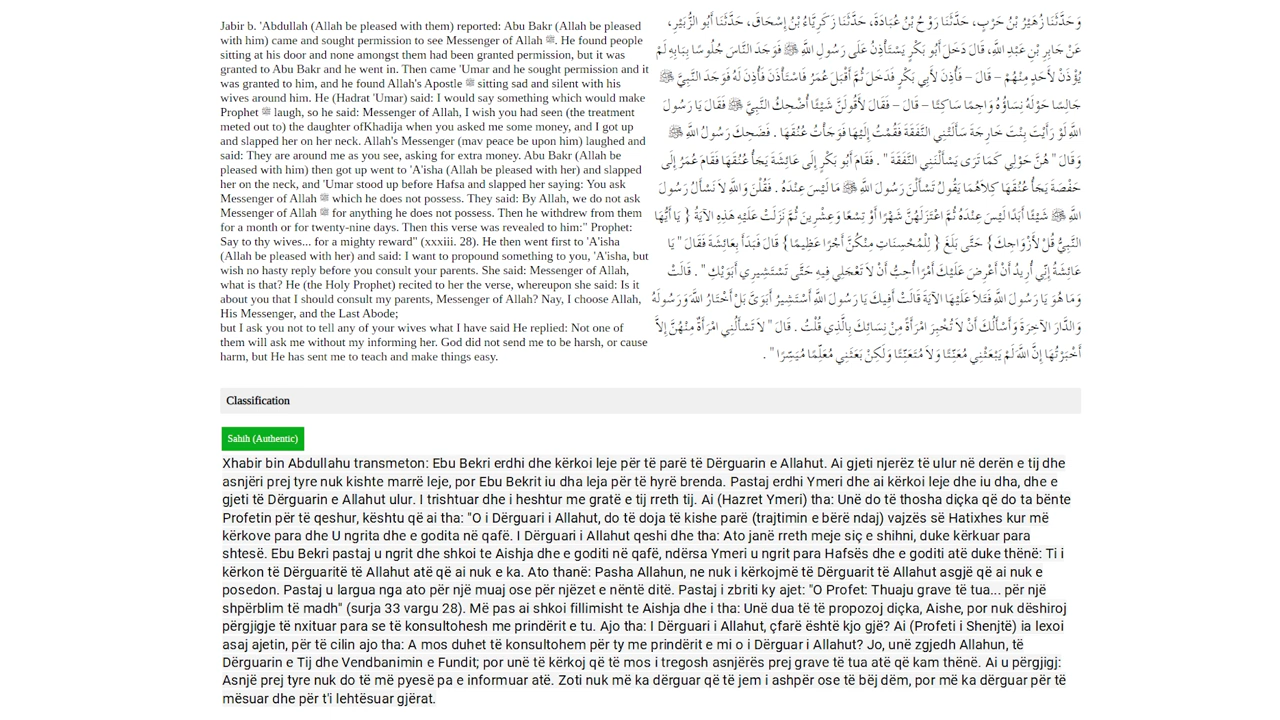 Jabir b. 'Abdullah (Allah be pleased with them) reported: Abu Bakr (Allah be pleased
with him) came and sought permission to see Messenger of Allah ﷺ. He found people
sitting at his door and none amongst them had been granted permission, but it was
granted to Abu Bakr and he went in. Then came 'Umar and he sought permission and it
was granted to him, and he found Allah's Apostle ﷺ sitting sad and silent with his
wives around him. He (Hadrat 'Umar) said: I would say something which would make
Prophet ﷺ laugh, so he said: Messenger of Allah, I wish you had seen (the treatment
meted out to) the daughter ofKhadija when you asked me some money, and I got up
and slapped her on her neck. Allah's Messenger (mav peace be upon him) laughed and
said: They are around me as you see, asking for extra money. Abu Bakr (Allah be
pleased with him) then got up went to 'A'isha (Allah be pleased with her) and slapped
her on the neck, and 'Umar stood up before Hafsa and slapped her saying: You ask
Messenger of Allah ﷺ which he does not possess. They said: By Allah, we do not ask
Messenger of Allah ﷺ for anything he does not possess. Then he withdrew from them
for a month or for twenty-nine days. Then this verse was revealed to him:" Prophet:
Say to thy wives... for a mighty reward" (xxxiii. 28). He then went first to 'A'isha
(Allah be pleased with her) and said: I want to propound something to you, 'A'isha, but
wish no hasty reply before you consult your parents. She said: Messenger of Allah,
what is that? He (the Holy Prophet) recited to her the verse, whereupon she said: Is it
about you that I should consult my parents, Messenger of Allah? Nay, I choose Allah,
His Messenger, and the Last Abode;
but I ask you not to tell any of your wives what I have said He replied: Not one of
them will ask me without my informing her. God did not send me to be harsh, or cause
harm, but He has sent me to teach and make things easy.
وَحَدَّثَنَا زُهَيْرُ بْنُ حَرْبٍ، حَدَّثَنَا رَوْحُ بْنُ عُبَادَةَ، حَدَّثَنَا زَكَرِيَّاءُ بْنُ إِسْحَاقَ، حَدَّثَنَا أَبُو الزُّبَيْرِ،
عَنْ جَابِرِ بْنِ عَبْدِ اللَّهِ، قَالَ دَخَلَ أَبُو بَكْرٍ يَسْتَأْذِنُ عَلَى رَسُولِ اللَّهِ ﷺ فَوَجَدَ النَّاسَ جُلُوسًا بِبَابِهِ لَمْ
يُؤْذَنْ لأَحَدٍ مِنْهُمْ – قَالَ – فَأُذِنَ لأَبِي بَكْرٍ فَدَخَلَ ثُمَّ أَقْبَلَ عُمَرُ فَاسْتَأْذَنَ فَأُذِنَ لَهُ فَوَجَدَ النَّبِيَّ ﷺ
جَالِسًا حَوْلَهُ نِسَاؤُهُ وَاجِمًا سَاكِتًا – قَالَ – فَقَالَ لأَقُولَنَّ شَيْئًا أُضْحِكُ النَّبِيَّ ﷺ فَقَالَ يَا رَسُولَ
اللَّهِ لَوْ رَأَيْتَ بِنْتَ خَارِجَةَ سَأَلَتْنِي النَّفَقَةَ فَقُمْتُ إِلَيْهَا فَوَجَأْتُ عُنُقَهَا . فَضَحِكَ رَسُولُ اللَّهِ ﷺ
وَقَالَ " هُنَّ حَوْلِي كَمَا تَرَى يَسْأَلْنَنِي النَّفَقَةَ " . فَقَامَ أَبُو بَكْرٍ إِلَى عَائِشَةَ يَجَأُ عُنُقَهَا فَقَامَ عُمَرُ إِلَى
حَفْصَةَ يَجَأُ عُنُقَهَا كِلاَهُمَا يَقُولُ تَسْأَلْنَ رَسُولَ اللَّهِ ﷺ مَا لَيْسَ عِنْدَهُ . فَقُلْنَ وَاللَّهِ لاَ نَسْأَلُ رَسُولَ
اللَّهِ ﷺ شَيْئًا أَبَدًا لَيْسَ عِنْدَهُ ثُمَّ اعْتَزَلَهُنَّ شَهْرًا أَوْ تِسْعًا وَعِشْرِينَ ثُمَّ نَزَلَتْ عَلَيْهِ هَذِهِ الآيَةُ { يَا أَيُّهَا
النَّبِيُّ قُلْ لأَزْوَاجِكَ} حَتَّى بَلَغَ { لِلْمُحْسِنَاتِ مِنْكُنَّ أَجْرًا عَظِيمًا} قَالَ فَبَدَأَ بِعَائِشَةَ فَقَالَ " يَا
عَائِشَةُ إِنِّي أُرِيدُ أَنْ أَعْرِضَ عَلَيْكِ أَمْرًا أُحِبُّ أَنْ لاَ تَعْجَلِي فِيهِ حَتَّى تَسْتَشِيرِي أَبَوَيْكِ " . قَالَتْ
وَمَا هُوَ يَا رَسُولَ اللَّهِ فَتَلاَ عَلَيْهَا الآيَةَ قَالَتْ أَفِيكَ يَا رَسُولَ اللَّهِ أَسْتَشِيرُ أَبَوَىَّ بَلْ أَخْتَارُ اللَّهَ وَرَسُولَهُ
وَالدَّارَ الآخِرَةَ وَأَسْأَلُكَ أَنْ لاَ تُخْبِرَ امْرَأَةً مِنْ نِسَائِكَ بِالَّذِي قُلْتُ . قَالَ " لاَ تَسْأَلُنِي امْرَأَةٌ مِنْهُنَّ إِلاَّ
أَخْبَرْتُهَا إِنَّ اللَّهَ لَمْ يَبْعَثْنِي مُعَنِّتًا وَلاَ مُتَعَنِّتًا وَلَكِنْ بَعَثَنِي مُعَلِّمًا مُيَسِّرًا " .
Classification
Sahih (Authentic)
Xhabir bin Abdullahu transmeton: Ebu Bekri erdhi dhe kërkoi leje për të parë të Dërguarin e Allahut. Ai gjeti njerëz të ulur në derën e tij dhe
asnjëri prej tyre nuk kishte marrë leje, por Ebu Bekrit iu dha leja për të hyrë brenda. Pastaj erdhi Ymeri dhe ai kërkoi leje dhe iu dha, dhe e
gjeti të Dërguarin e Allahut ulur. I trishtuar dhe i heshtur me gratë e tij rreth tij. Ai (Hazret Ymeri) tha: Unë do të thosha diçka që do ta bënte
Profetin për të qeshur, kështu që ai tha: "O i Dërguari i Allahut, do të doja të kishe parë (trajtimin e bërë ndaj) vajzës së Hatixhes kur më
kërkove para dhe U ngrita dhe e godita në qafë. I Dërguari i Allahut qeshi dhe tha: Ato janë rreth meje siç e shihni, duke kërkuar para
shtesë. Ebu Bekri pastaj u ngrit dhe shkoi te Aishja dhe e goditi në qafë, ndërsa Ymeri u ngrit para Hafsës dhe e goditi atë duke thënë: Ti i
kërkon të Dërguaritë të Allahut atë që ai nuk e ka. Ato thanë: Pasha Allahun, ne nuk i kërkojmë të Dërguarit të Allahut asgjë që ai nuk e
posedon. Pastaj u largua nga ato për një muaj ose për njëzet e nëntë ditë. Pastaj i zbriti ky ajet: "O Profet: Thuaju grave të tua... për një
shpërblim të madh" (surja 33 vargu 28). Më pas ai shkoi fillimisht te Aishja dhe i tha: Unë dua të të propozoj diçka, Aishe, por nuk dëshiroj
përgjigje të nxituar para se të konsultohesh me prindërit e tu. Ajo tha: I Dërguari i Allahut, çfarë është kjo gjë? Ai (Profeti i Shenjtë) ia lexoi
asaj ajetin, për të cilin ajo tha: A mos duhet të konsultohem për ty me prindërit e mi o i Dërguar i Allahut? Jo, unë zgjedh Allahun, të
Dërguarin e Tij dhe Vendbanimin e Fundit; por unë të kërkoj që të mos i tregosh asnjërës prej grave të tua atë që kam thënë. Ai u përgjigj:
Asnjë prej tyre nuk do të më pyesë pa e informuar atë. Zoti nuk më ka dërguar që të jem i ashpër ose të bëj dëm, por më ka dërguar për të
mësuar dhe për t'i lehtësuar gjërat.